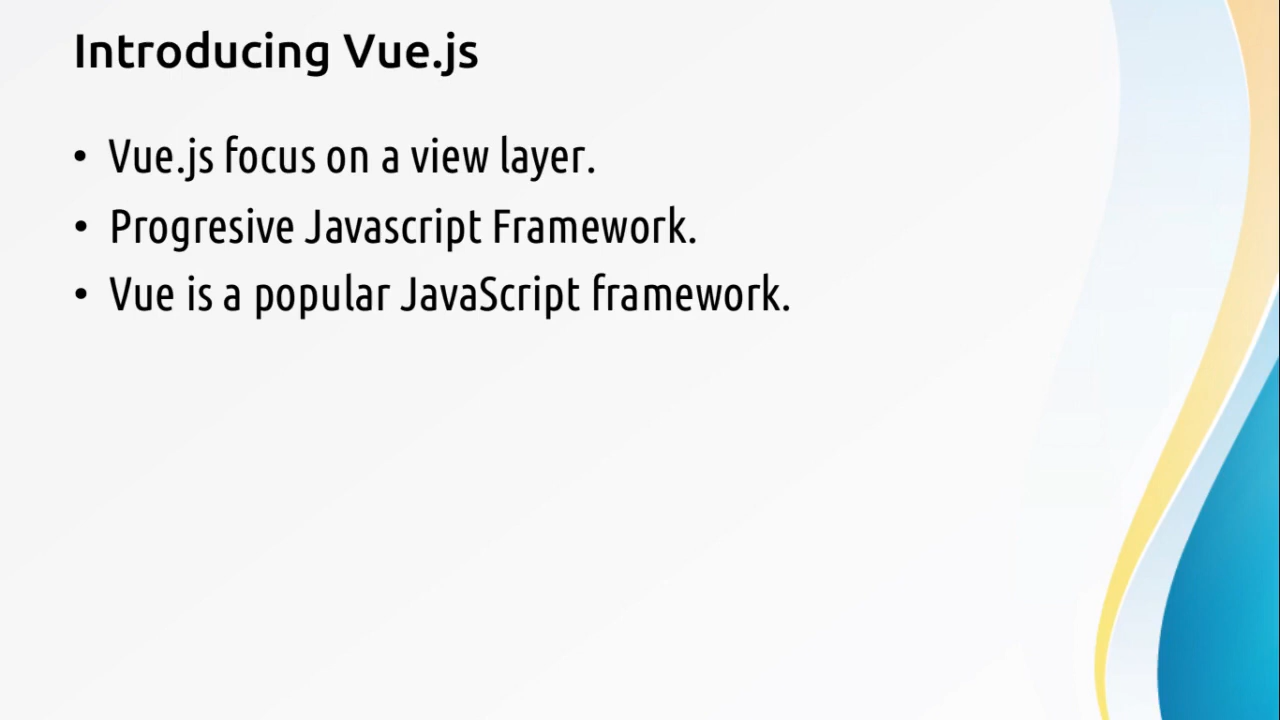 Introducing Vue.js
• Vue.js focus on a view layer.
• Progresive Javascript Framework.
• Vue is a popular JavaScript framework.